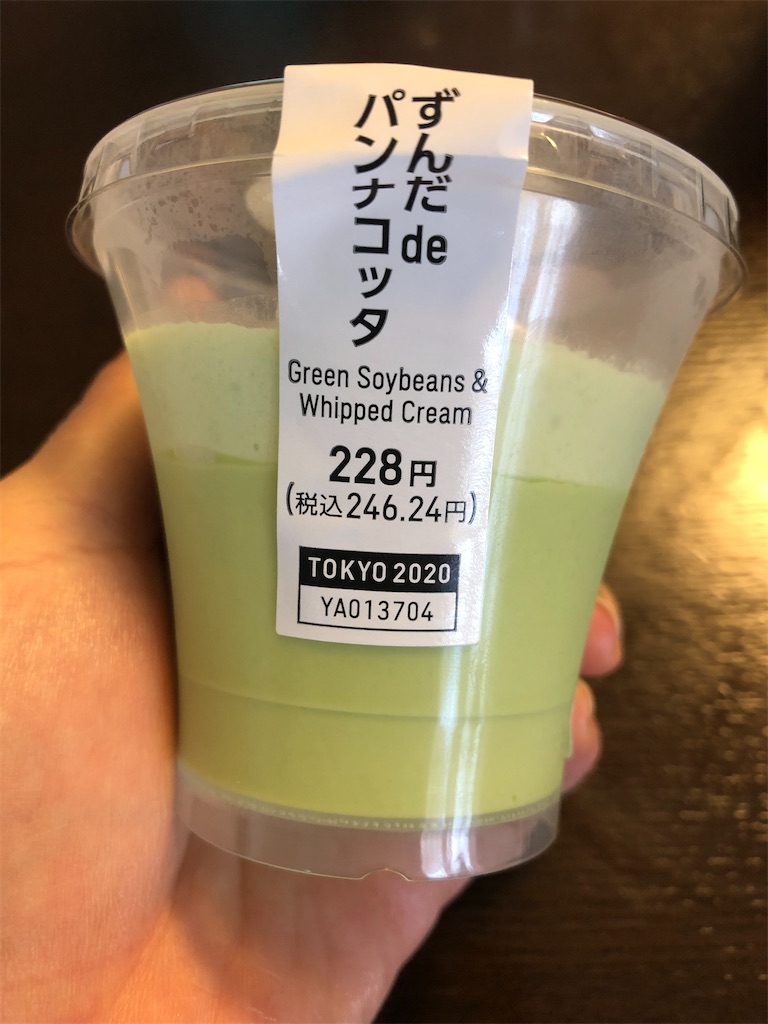 ずんだde
パンナコッタ
Green Soybeans &
Whipped Cream
228円
(税込246.24円)
TOKYO 2020
YA013704